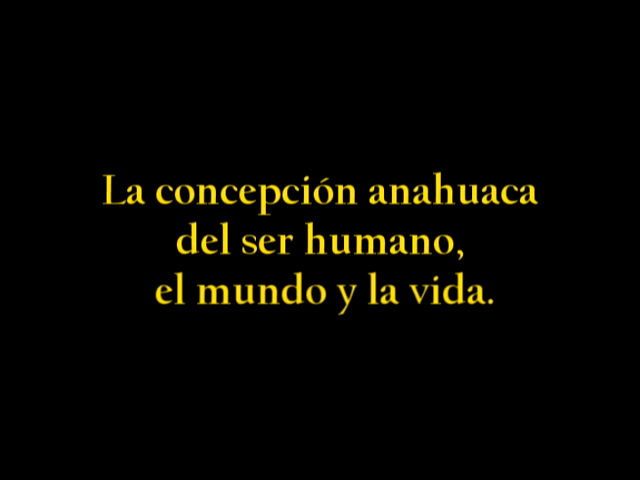 La concepción anahuaca
del ser humano,
el mundo y la vida.